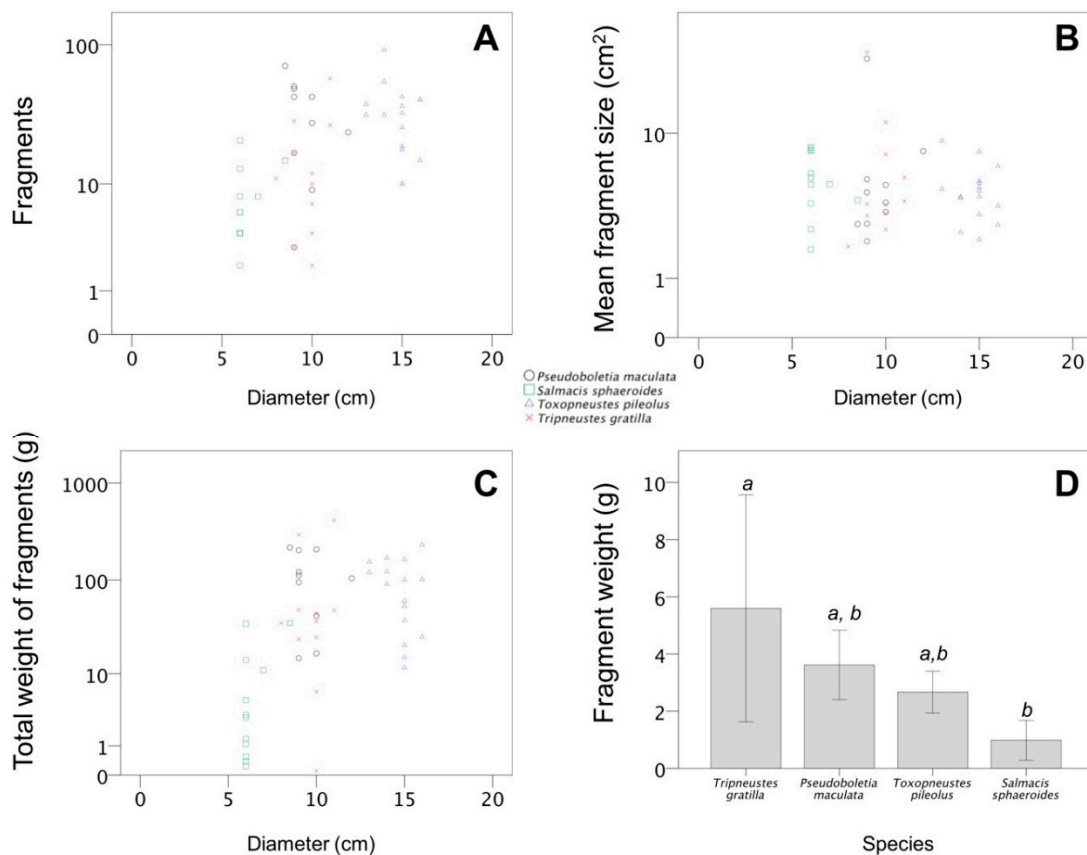 A
Fragments
100
10
1
0
0
5
10
15
20
Diameter (cm)
B
Mean fragment size (cm²)
10
1
0
0
5
10
15
20
Diameter (cm)
Pseudoboletia maculata
Salmacis sphaeroides
Toxopneustes pileolus
Tripneustes gratilla
C
Total weight of fragments (g)
1000
100
10
1
0
0
5
10
15
20
Diameter (cm)
D
Fragment weight (g)
10
8
6
4
2
0
a
a, b
a,b
b
Tripneustes
gratilla
Pseudoboletia
maculata
Toxopneustes
pileolus
Salmacis
sphaeroides
Species